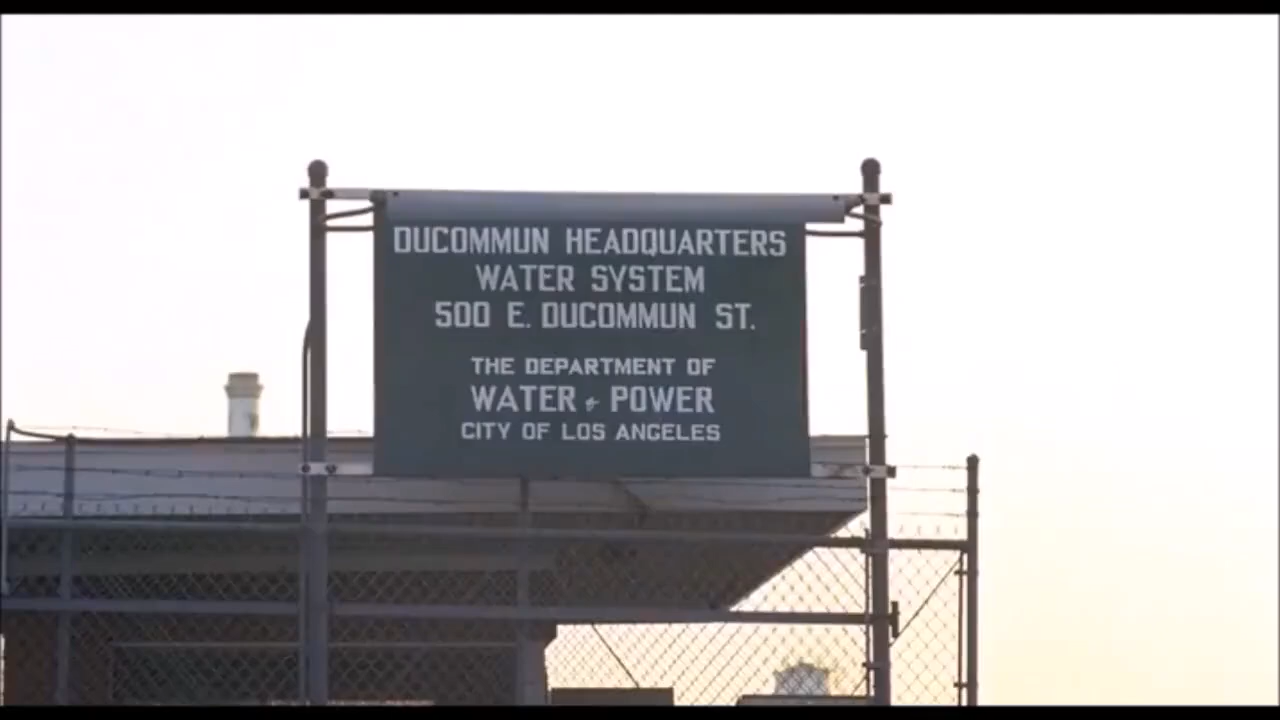 DUCOMMUN HEADQUARTERS
WATER SYSTEM
500 E. DUCOMMUN ST.
THE DEPARTMENT OF
WATER & POWER
CITY OF LOS ANGELES